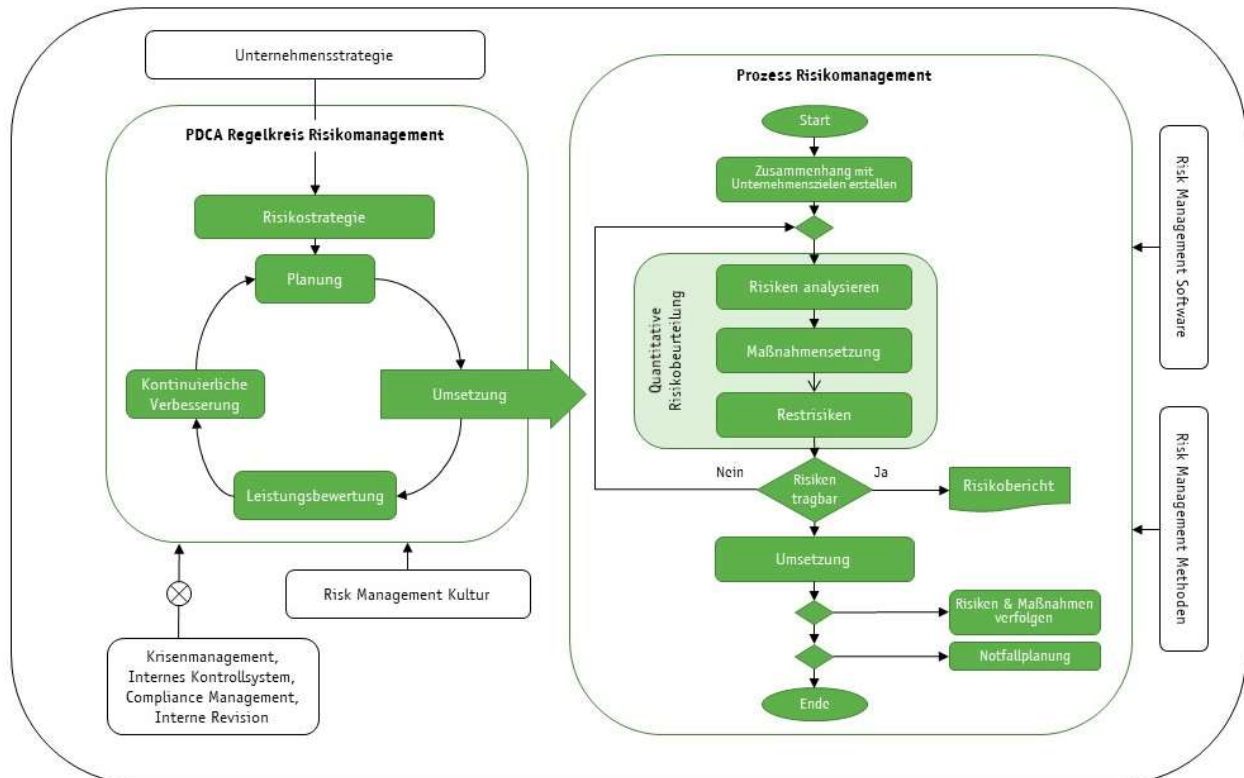 Unternehmensstrategie
PDCA Regelkreis Risikomanagement
Risikostrategie
Planung
Kontinuierliche
Verbesserung
Umsetzung
Leistungsbewertung
Risk Management Kultur
Krisenmanagement,
Internes Kontrollsystem,
Compliance Management,
Interne Revision
Prozess Risikomanagement
Start
Zusammenhang mit
Unternehmenszielen erstellen
Quantitative
Risikobeurteilung
Risiken analysieren
Maßnahmensetzung
Restrisiken
Nein
Risiken
tragbar
Ja
Risikobericht
Umsetzung
Risiken & Maßnahmen
verfolgen
Notfallplanung
Ende
Risk Management Software
Risk Management Methoden